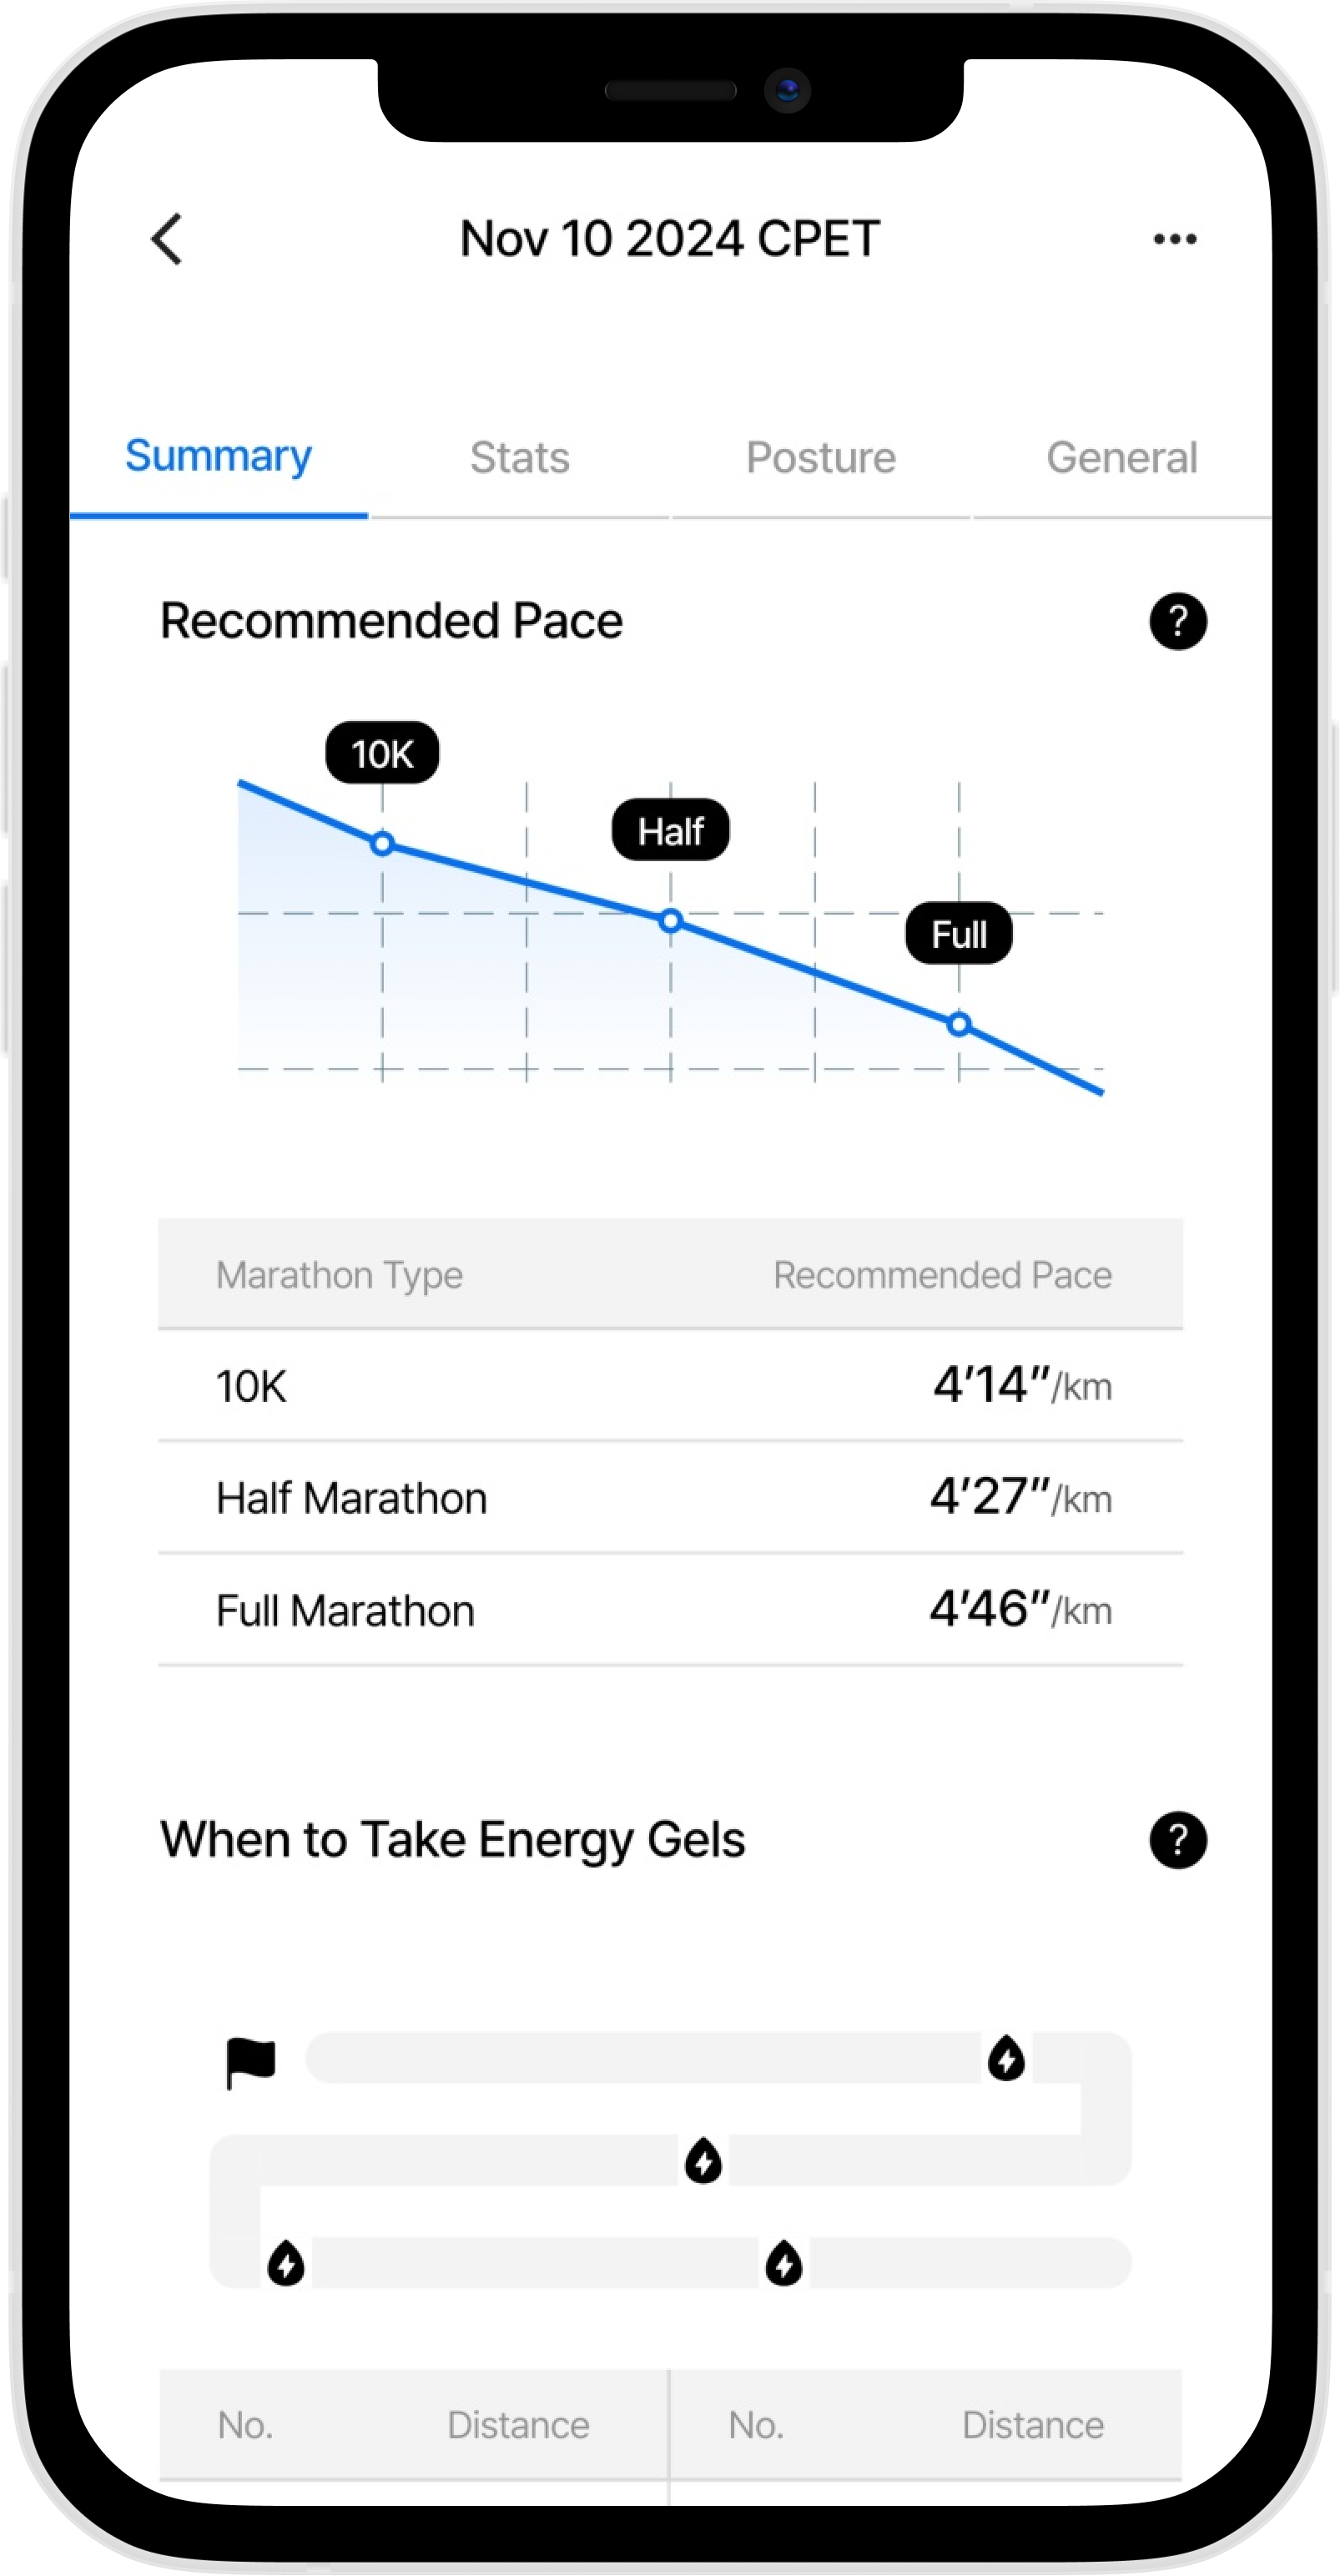 Nov 10 2024 CPET
Summary Stats Posture General
Recommended Pace ?
10K
Half
Full
Marathon Type Recommended Pace
10K 4′14″/km
Half Marathon 4′27″/km
Full Marathon 4′46″/km
When to Take Energy Gels ?
No. Distance No. Distance